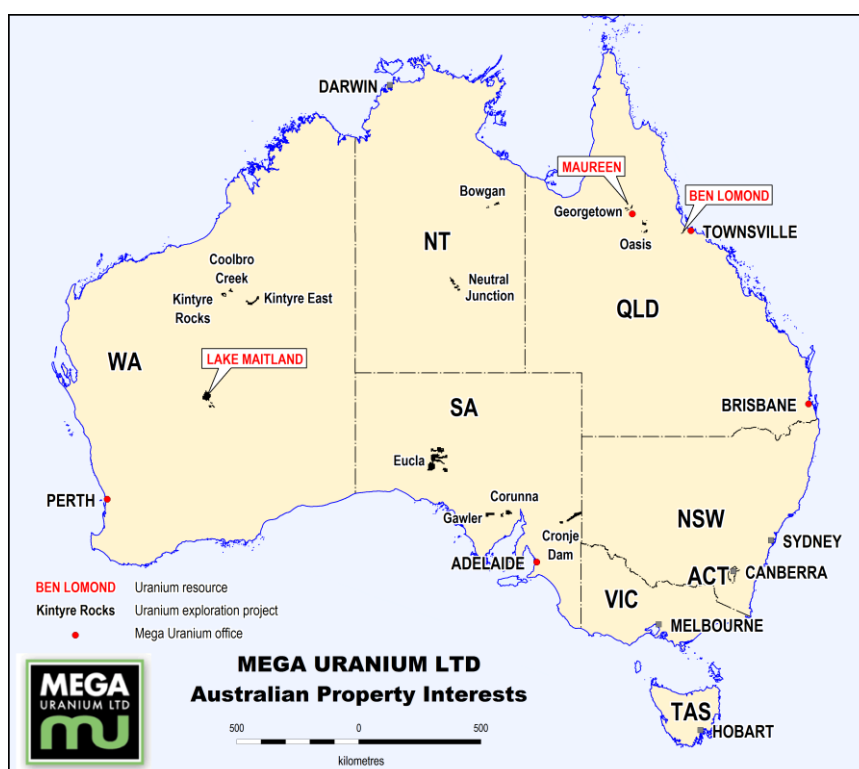 DARWIN
MAUREEN
Bowgan
Georgetown
BEN LOMOND
Oasis
TOWNSVILLE
NT
Coolbro
Creek
Neutral
Junction
Kintyre
Rocks
Kintyre East
QLD
WA
LAKE MAITLAND
SA
BRISBANE
Eucla
PERTH
Corunna
Gawler
Cronje
Dam
NSW
SYDNEY
ADELAIDE
ACT
CANBERRA
VIC
MELBOURNE
BEN LOMOND Uranium resource
Kintyre Rocks Uranium exploration project
Mega Uranium office
MEGA
URANIUM LTD
mu
MEGA URANIUM LTD
Australian Property Interests
500 0 500
kilometres
TAS
HOBART